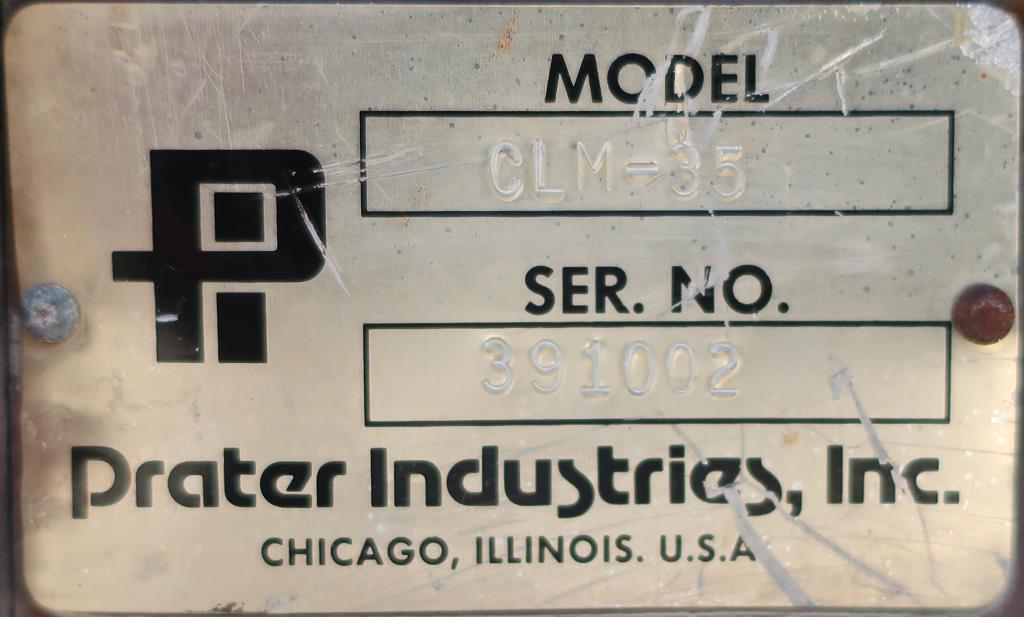 MODEL
CLM-35
SER. NO.
391002
Prater Industries, Inc.
CHICAGO, ILLINOIS. U.S.A